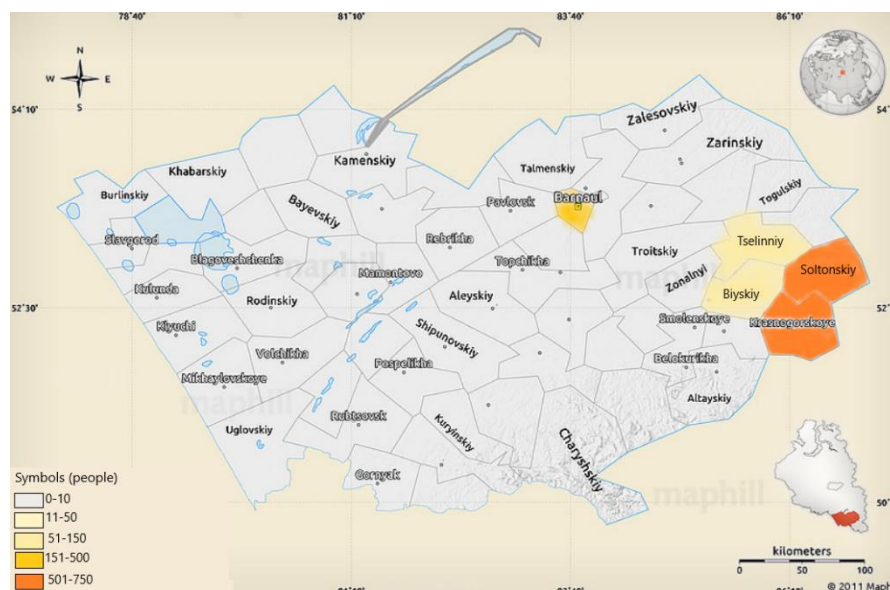 78°40' 81°10' 83°40' 86°10'
N
W E
S
54°10' 54°
Zalesovskiy
Zarinskiy
Kamenskiy
Talmenskiy
Khabarskiy
Togulskiy
Burlinskiy
Barnaul
Pavlovsk
Bayevskiy
Slavgorod
Rebrikha
Tselinniy
Troitskiy
Blagoveshchenka
Topchikha
maphill
maphill
Mamontovo
Zonalnyi
Soltonskiy
Kulunda
Rodinskiy
Aleyskiy
Biyskiy
52°30' 52°
Smolenskoye
Krasnogorskoye
Kiyuchi
Shipunovskiy
Volchikha
Pospelikha
Belokurikha
Mikhaylovskoye
maphill
Altayskiy
Rubtsovsk
Uglovskiy
Kuryinskiy
Charyshskiy
Gornyak
Symbols (people)
0-10
11-50
51-150
151-500
501-750
maphill
50°
kilometers
0 50 100
© 2011 Maph